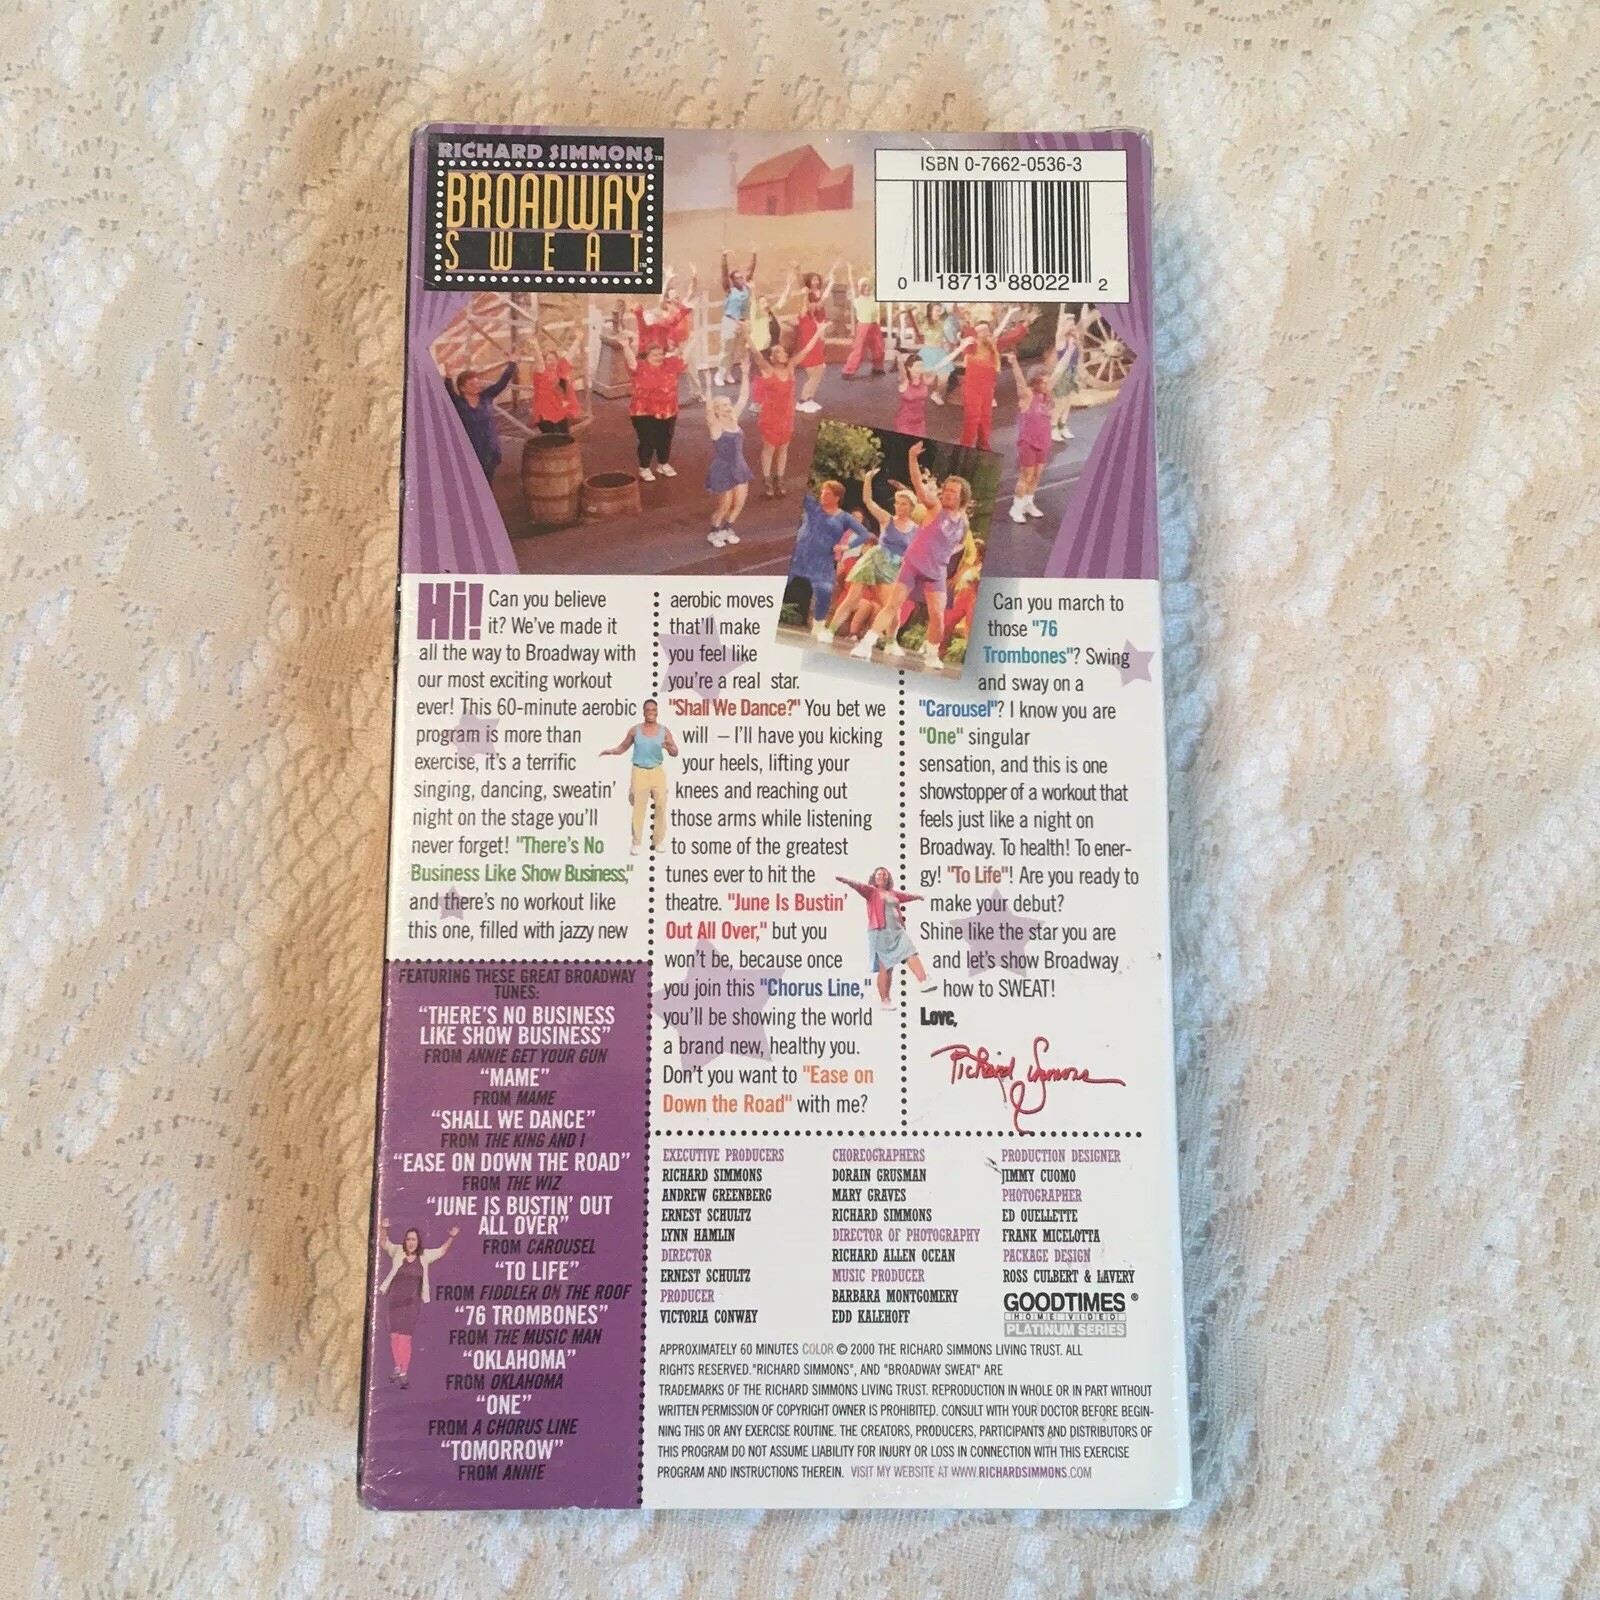 RICHARD SIMMONS™
BROADWAY
SWEAT™
ISBN 0-7662-0536-3
0 18713 88022 2
Hi! Can you believe
it? We've made it
all the way to Broadway with
our most exciting workout
ever! This 60-minute aerobic
program is more than
exercise, it's a terrific
singing, dancing, sweatin'
night on the stage you'll
never forget! "There's No
Business Like Show Business,"
and there's no workout like
this one, filled with jazzy new
aerobic moves
that'll make
you feel like
you're a real star.
"Shall We Dance?" You bet we
will – I'll have you kicking
your heels, lifting your
knees and reaching out
those arms while listening
to some of the greatest
tunes ever to hit the
theatre. "June Is Bustin'
Out All Over," but you
won't be, because once
you join this "Chorus Line,"
you'll be showing the world
a brand new, healthy you.
Don't you want to "Ease on
Down the Road" with me?
Can you march to
those "76
Trombones"? Swing
and sway on a
"Carousel"? I know you are
"One" singular
sensation, and this is one
showstopper of a workout that
feels just like a night on
Broadway. To health! To ener-
gy! "To Life"! Are you ready to
make your debut?
Shine like the star you are
and let's show Broadway
how to SWEAT!
Love,
Richard Simmons
FEATURING THESE GREAT BROADWAY
TUNES:
"THERE'S NO BUSINESS
LIKE SHOW BUSINESS"
FROM ANNIE GET YOUR GUN
"MAME"
FROM MAME
"SHALL WE DANCE"
FROM THE KING AND I
"EASE ON DOWN THE ROAD"
FROM THE WIZ
"JUNE IS BUSTIN' OUT
ALL OVER"
FROM CAROUSEL
"TO LIFE"
FROM FIDDLER ON THE ROOF
"76 TROMBONES"
FROM THE MUSIC MAN
"OKLAHOMA"
FROM OKLAHOMA
"ONE"
FROM A CHORUS LINE
"TOMORROW"
FROM ANNIE
EXECUTIVE PRODUCERS
RICHARD SIMMONS
ANDREW GREENBERG
ERNEST SCHULTZ
LYNN HAMLIN
DIRECTOR
ERNEST SCHULTZ
PRODUCER
VICTORIA CONWAY
CHOREOGRAPHERS
DORAIN GRUSMAN
MARY GRAVES
RICHARD SIMMONS
DIRECTOR OF PHOTOGRAPHY
RICHARD ALLEN OCEAN
MUSIC PRODUCER
BARBARA MONTGOMERY
EDD KALEHOFF
PRODUCTION DESIGNER
JIMMY CUOMO
PHOTOGRAPHER
ED OUELLETTE
FRANK MICELOTTA
PACKAGE DESIGN
ROSS CULBERT & LAVERY
GOODTIMES®
HOME VIDEO
PLATINUM SERIES
APPROXIMATELY 60 MINUTES COLOR © 2000 THE RICHARD SIMMONS LIVING TRUST. ALL
RIGHTS RESERVED. "RICHARD SIMMONS", AND "BROADWAY SWEAT" ARE
TRADEMARKS OF THE RICHARD SIMMONS LIVING TRUST. REPRODUCTION IN WHOLE OR IN PART WITHOUT
WRITTEN PERMISSION OF COPYRIGHT OWNER IS PROHIBITED. CONSULT WITH YOUR DOCTOR BEFORE BEGIN-
NING THIS OR ANY EXERCISE ROUTINE. THE CREATORS, PRODUCERS, PARTICIPANTS AND DISTRIBUTORS OF
THIS PROGRAM DO NOT ASSUME LIABILITY FOR INJURY OR LOSS IN CONNECTION WITH THIS EXERCISE
PROGRAM AND INSTRUCTIONS THEREIN. VISIT MY WEBSITE AT WWW.RICHARDSIMMONS.COM